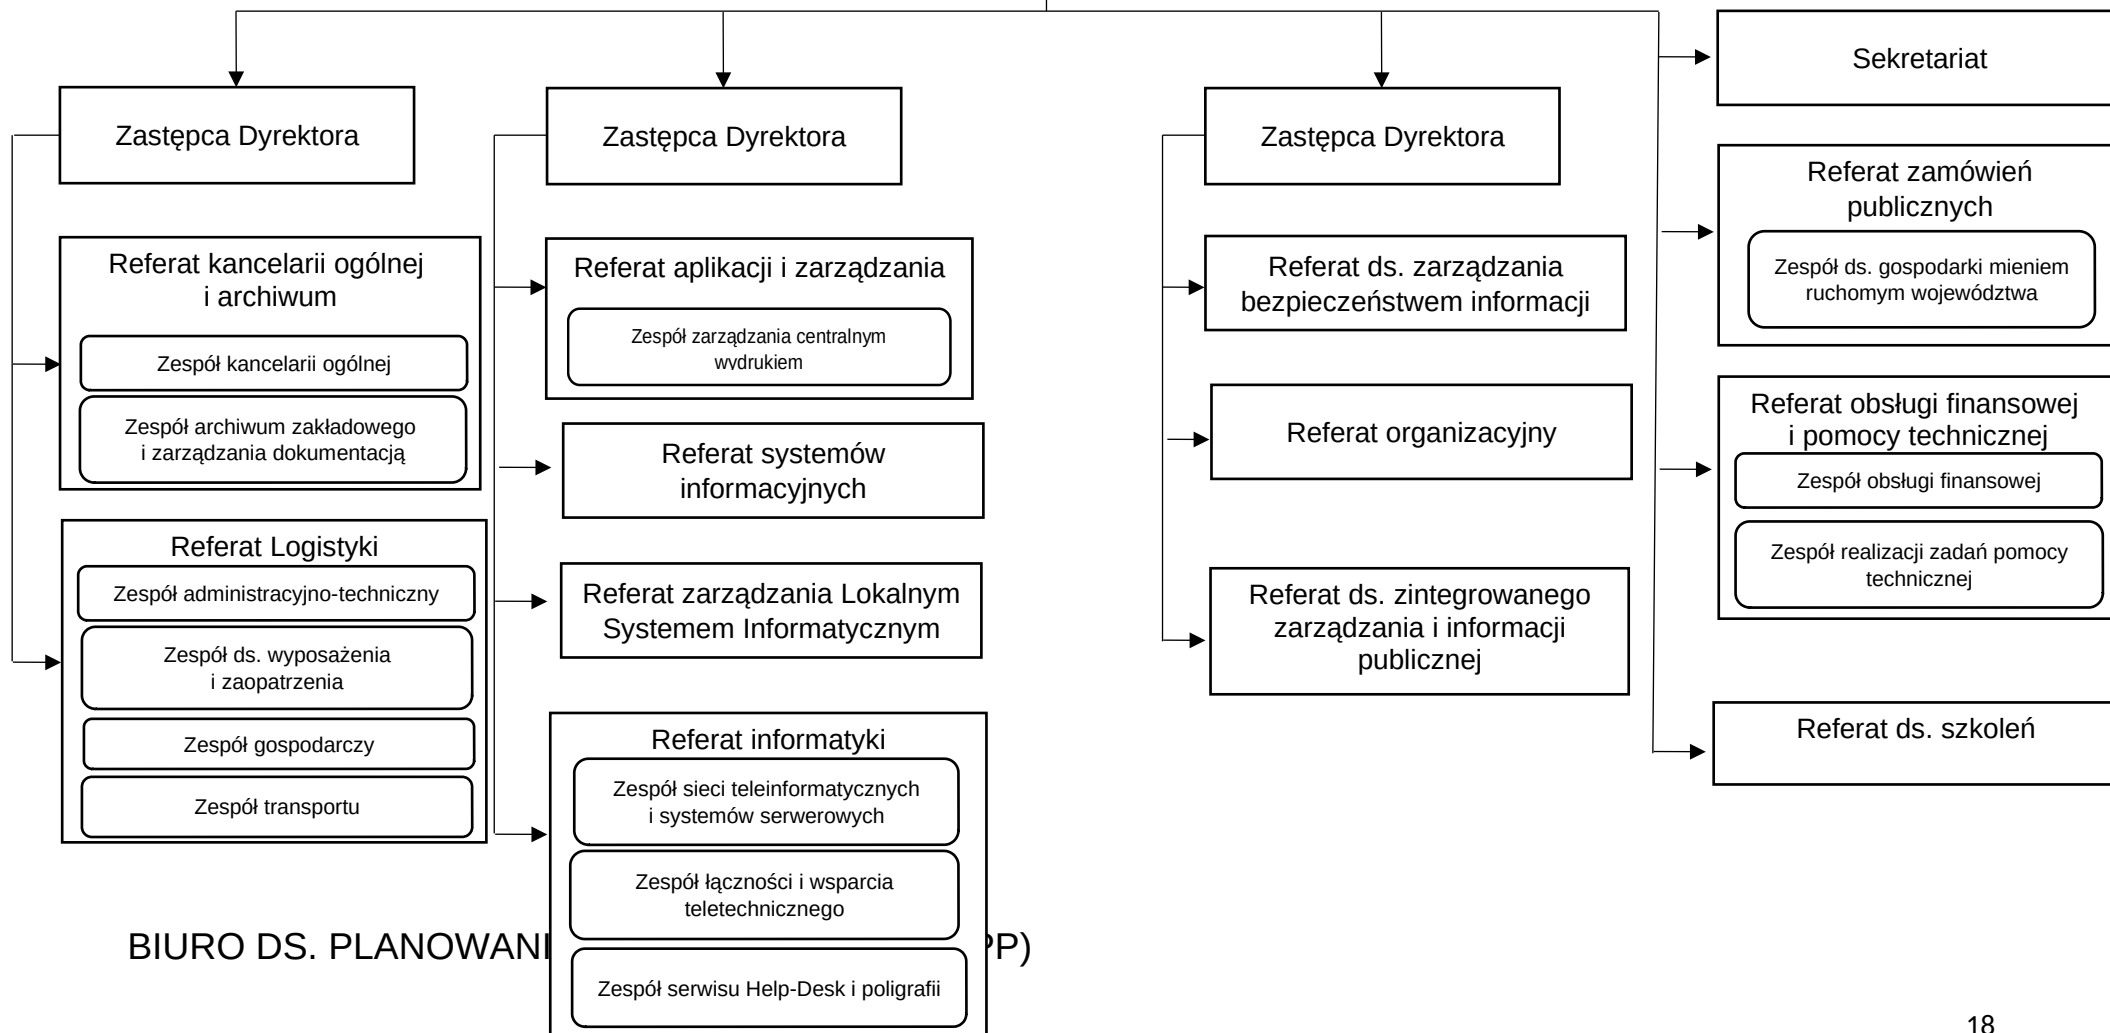 Zastępca Dyrektora
Referat kancelarii ogólnej
i archiwum
Zespół kancelarii ogólnej
Zespół archiwum zakładowego
i zarządzania dokumentacją
Referat Logistyki
Zespół administracyjno-techniczny
Zespół ds. wyposażenia
i zaopatrzenia
Zespół gospodarczy
Zespół transportu
Zastępca Dyrektora
Referat aplikacji i zarządzania
Zespół zarządzania centralnym
wydrukiem
Referat systemów
informacyjnych
Referat zarządzania Lokalnym
Systemem Informatycznym
Referat informatyki
Zespół sieci teleinformatycznych
i systemów serwerowych
Zespół łączności i wsparcia
teletechnicznego
Zespół serwisu Help-Desk i poligrafii
Zastępca Dyrektora
Referat ds. zarządzania
bezpieczeństwem informacji
Referat organizacyjny
Referat ds. zintegrowanego
zarządzania i informacji
publicznej
Sekretariat
Referat zamówień
publicznych
Zespół ds. gospodarki mieniem
ruchomym województwa
Referat obsługi finansowej
i pomocy technicznej
Zespół obsługi finansowej
Zespół realizacji zadań pomocy
technicznej
Referat ds. szkoleń
BIURO DS. PLANOWANI PP)
18